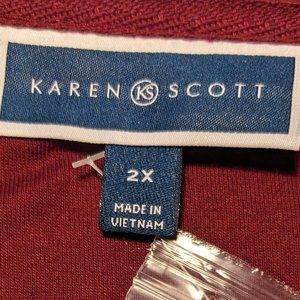 KAREN KS SCOTT
2X
MADE IN
VIETNAM